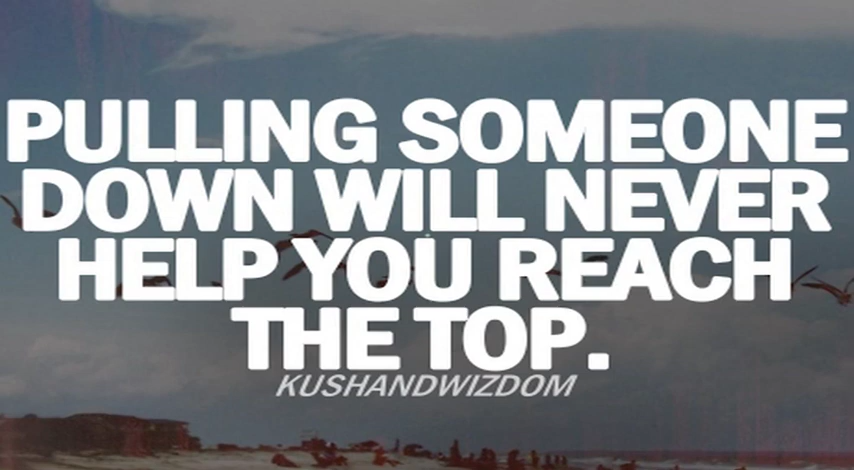 PULLING SOMEONE
DOWN WILL NEVER
HELP YOU REACH
THE TOP.
KUSHANDWIZDOM